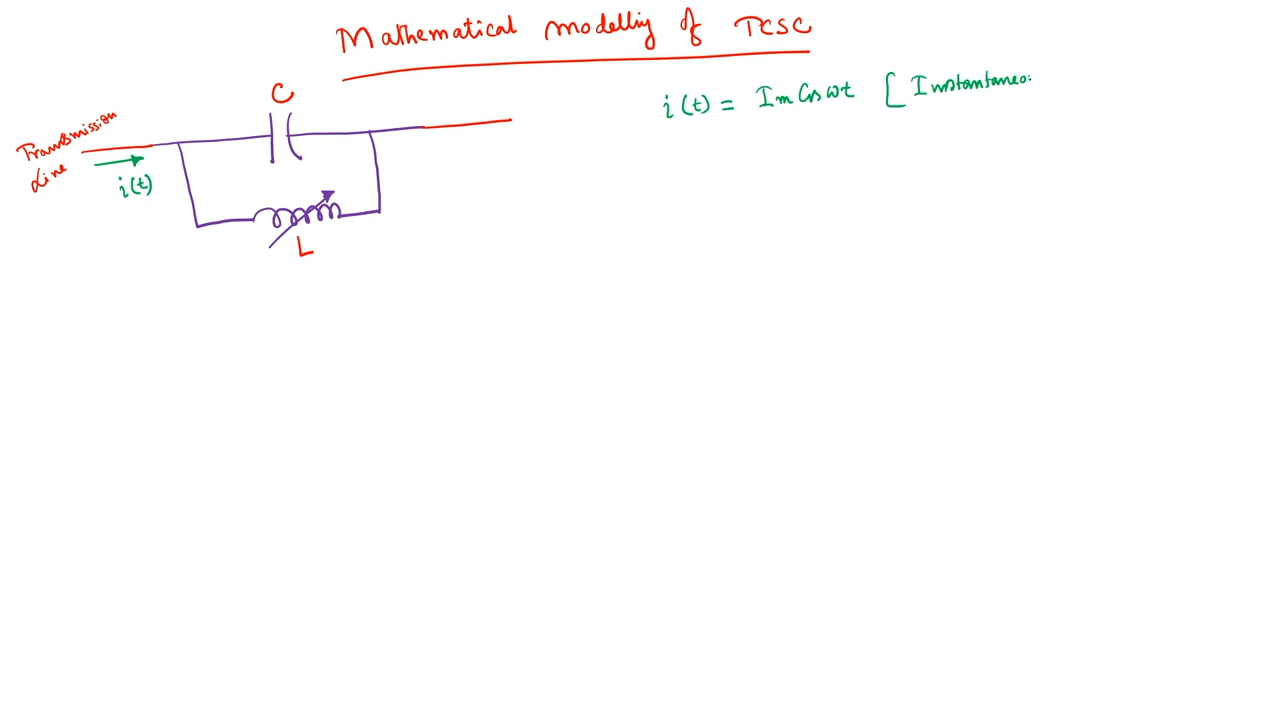 Mathematical modelling of TCSC
i(t) = Im Cos ωt [ Instantaneo
C
Transmission
Line
i(t)
L